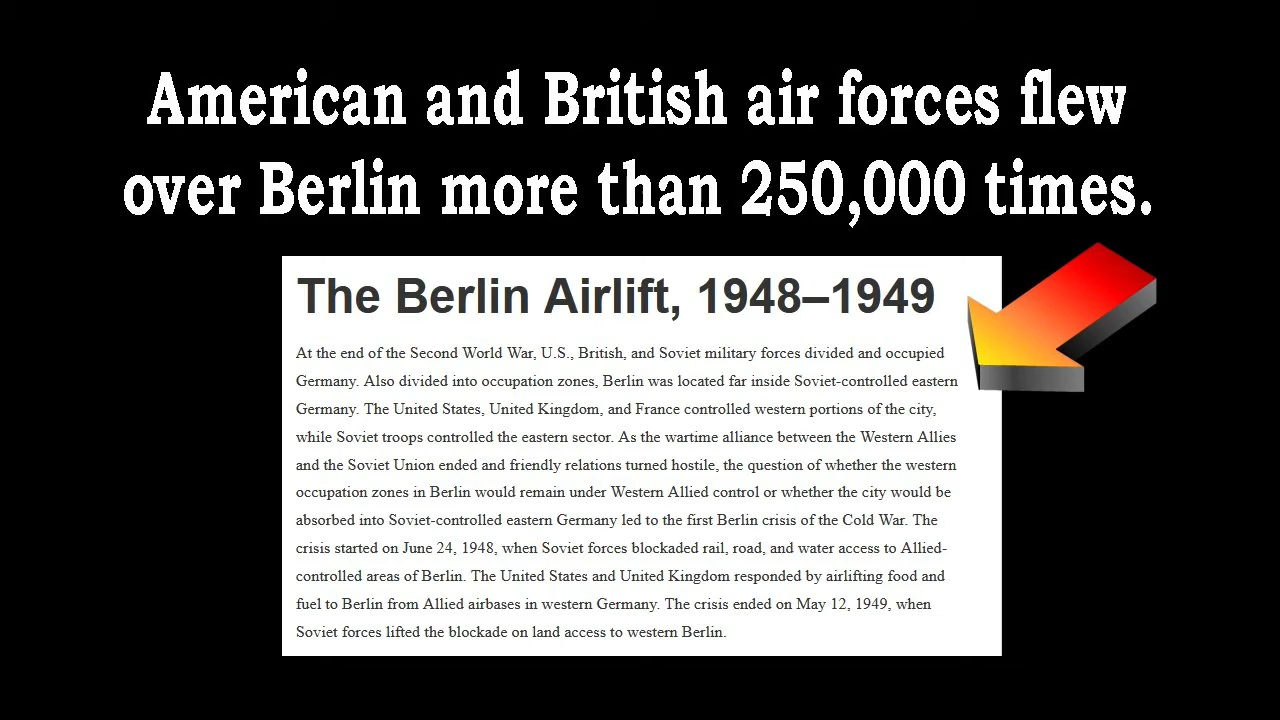 American and British air forces flew
over Berlin more than 250,000 times.
The Berlin Airlift, 1948–1949
At the end of the Second World War, U.S., British, and Soviet military forces divided and occupied
Germany. Also divided into occupation zones, Berlin was located far inside Soviet-controlled eastern
Germany. The United States, United Kingdom, and France controlled western portions of the city,
while Soviet troops controlled the eastern sector. As the wartime alliance between the Western Allies
and the Soviet Union ended and friendly relations turned hostile, the question of whether the western
occupation zones in Berlin would remain under Western Allied control or whether the city would be
absorbed into Soviet-controlled eastern Germany led to the first Berlin crisis of the Cold War. The
crisis started on June 24, 1948, when Soviet forces blockaded rail, road, and water access to Allied-
controlled areas of Berlin. The United States and United Kingdom responded by airlifting food and
fuel to Berlin from Allied airbases in western Germany. The crisis ended on May 12, 1949, when
Soviet forces lifted the blockade on land access to western Berlin.